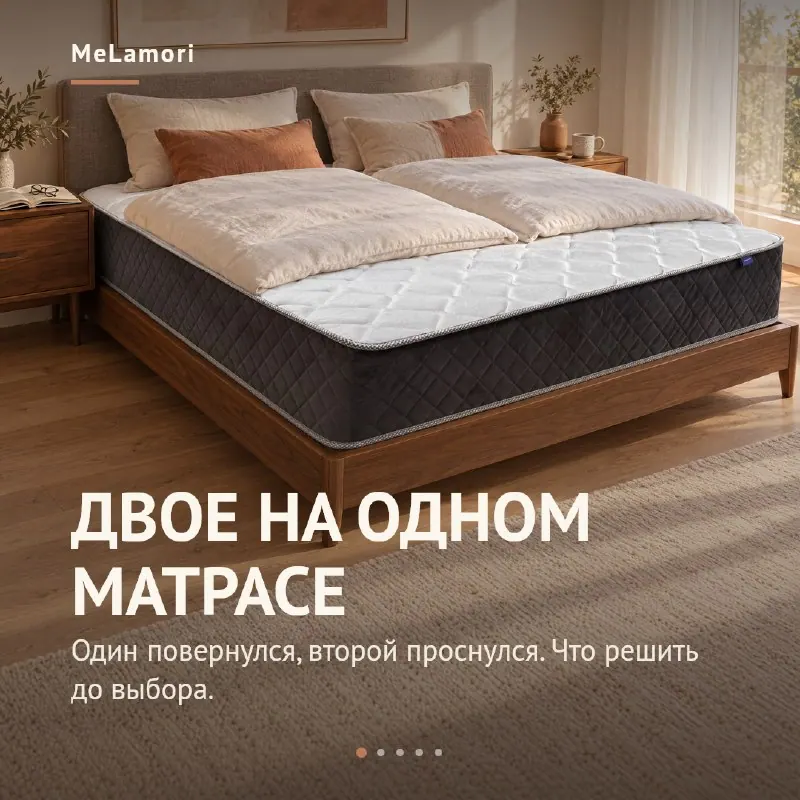 MeLamori
ДВОЕ НА ОДНОМ
МАТРАСЕ
Один повернулся, второй проснулся. Что решить
до выбора.